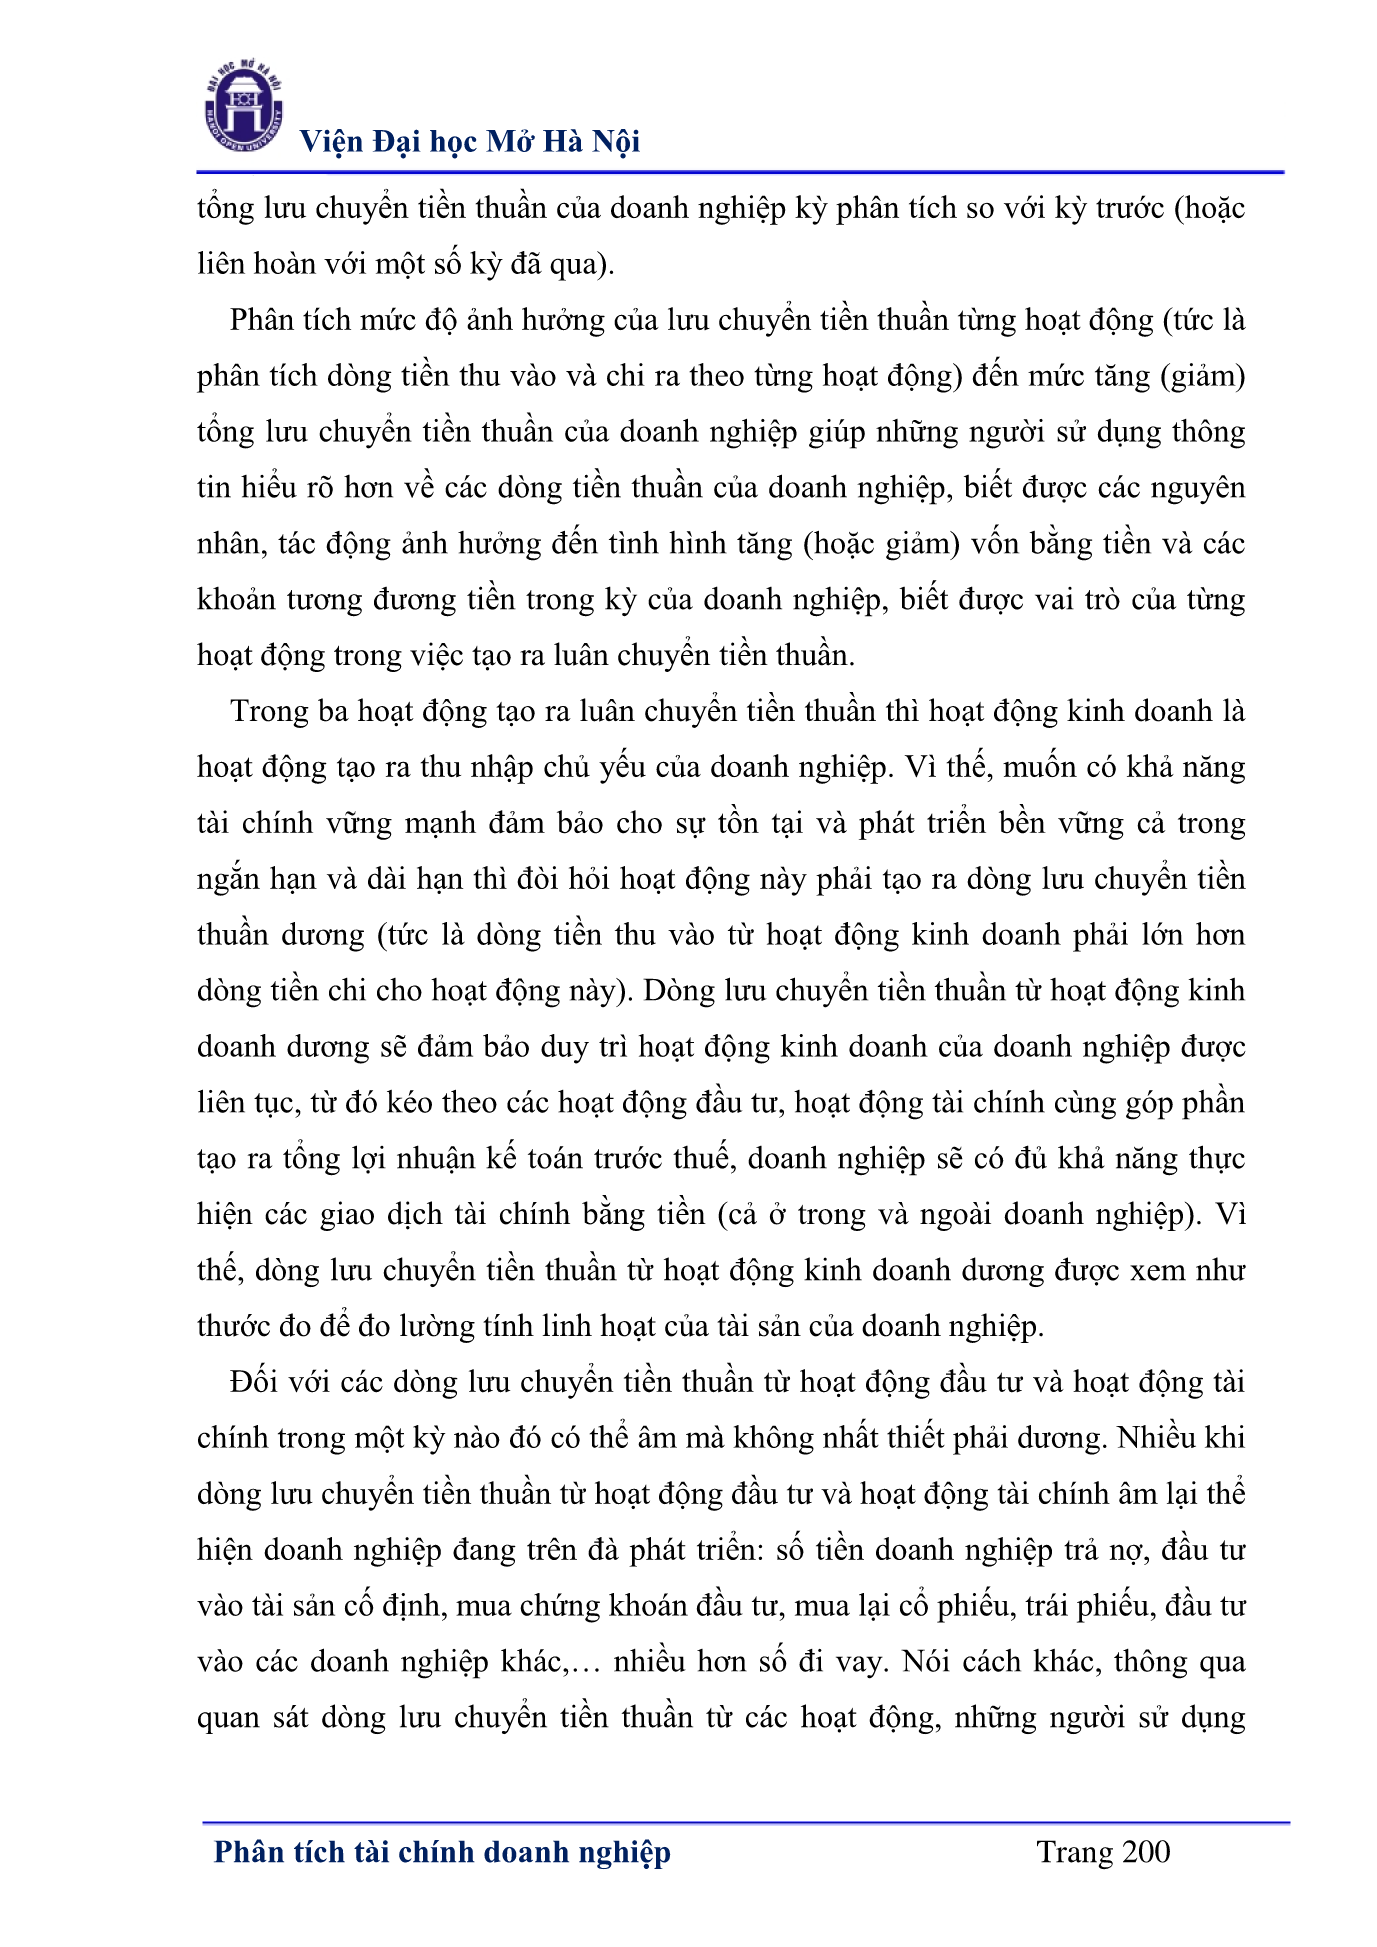 ĐẠI HỌC MỞ HÀ NỘI
HANOI OPEN UNIVERSITY
Viện Đại học Mở Hà Nội
tổng lưu chuyển tiền thuần của doanh nghiệp kỳ phân tích so với kỳ trước (hoặc
liên hoàn với một số kỳ đã qua).
Phân tích mức độ ảnh hưởng của lưu chuyển tiền thuần từng hoạt động (tức là
phân tích dòng tiền thu vào và chi ra theo từng hoạt động) đến mức tăng (giảm)
tổng lưu chuyển tiền thuần của doanh nghiệp giúp những người sử dụng thông
tin hiểu rõ hơn về các dòng tiền thuần của doanh nghiệp, biết được các nguyên
nhân, tác động ảnh hưởng đến tình hình tăng (hoặc giảm) vốn bằng tiền và các
khoản tương đương tiền trong kỳ của doanh nghiệp, biết được vai trò của từng
hoạt động trong việc tạo ra luân chuyển tiền thuần.
Trong ba hoạt động tạo ra luân chuyển tiền thuần thì hoạt động kinh doanh là
hoạt động tạo ra thu nhập chủ yếu của doanh nghiệp. Vì thế, muốn có khả năng
tài chính vững mạnh đảm bảo cho sự tồn tại và phát triển bền vững cả trong
ngắn hạn và dài hạn thì đòi hỏi hoạt động này phải tạo ra dòng lưu chuyển tiền
thuần dương (tức là dòng tiền thu vào từ hoạt động kinh doanh phải lớn hơn
dòng tiền chi cho hoạt động này). Dòng lưu chuyển tiền thuần từ hoạt động kinh
doanh dương sẽ đảm bảo duy trì hoạt động kinh doanh của doanh nghiệp được
liên tục, từ đó kéo theo các hoạt động đầu tư, hoạt động tài chính cùng góp phần
tạo ra tổng lợi nhuận kế toán trước thuế, doanh nghiệp sẽ có đủ khả năng thực
hiện các giao dịch tài chính bằng tiền (cả ở trong và ngoài doanh nghiệp). Vì
thế, dòng lưu chuyển tiền thuần từ hoạt động kinh doanh dương được xem như
thước đo để đo lường tính linh hoạt của tài sản của doanh nghiệp.
Đối với các dòng lưu chuyển tiền thuần từ hoạt động đầu tư và hoạt động tài
chính trong một kỳ nào đó có thể âm mà không nhất thiết phải dương. Nhiều khi
dòng lưu chuyển tiền thuần từ hoạt động đầu tư và hoạt động tài chính âm lại thể
hiện doanh nghiệp đang trên đà phát triển: số tiền doanh nghiệp trả nợ, đầu tư
vào tài sản cố định, mua chứng khoán đầu tư, mua lại cổ phiếu, trái phiếu, đầu tư
vào các doanh nghiệp khác,… nhiều hơn số đi vay. Nói cách khác, thông qua
quan sát dòng lưu chuyển tiền thuần từ các hoạt động, những người sử dụng
Phân tích tài chính doanh nghiệp Trang 200